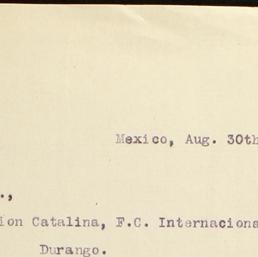 Mexico, Aug. 30th
.,
ion Catalina, F.C. Internaciona
Durango.